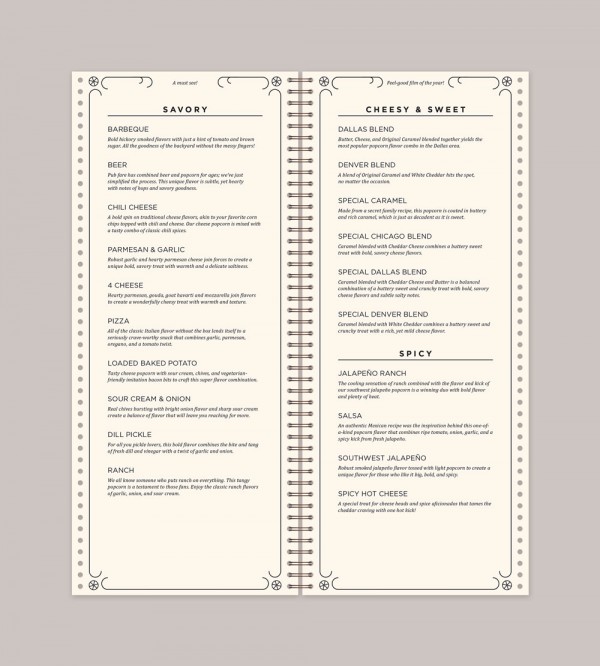 A must see!
SAVORY
BARBEQUE
Bold hickory smoked flavors with just a hint of tomato and brown
sugar. All the goodness of the backyard without the messy fingers!
BEER
Pub fare has combined beer and popcorn for ages; we've just
simplified the process. This unique flavor is subtle, yet hearty
with notes of hops and savory goodness.
CHILI CHEESE
A bold spin on traditional cheese flavors, akin to your favorite corn
chips topped with chili and cheese. Our cheese popcorn is mixed with
a tasty combo of classic chili spices.
PARMESAN & GARLIC
Robust garlic and hearty parmesan cheese join forces to create a
unique bold, savory treat with warmth and a delicate saltiness.
4 CHEESE
Hearty parmesan, gouda, goat havarti and mozzarella join flavors
to create a wonderfully cheesy treat with warmth and texture.
PIZZA
All of the classic Italian flavor without the box lends itself to a
seriously crave-worthy snack that combines garlic, parmesan,
oregano, and a tomato twist.
LOADED BAKED POTATO
Tasty cheese popcorn with sour cream, chives, and vegetarian-
friendly imitation bacon bits to craft this super flavor combination.
SOUR CREAM & ONION
Real chives bursting with bright onion flavor and sharp sour cream
create a balance of flavor that will leave you reaching for more.
DILL PICKLE
For all you pickle lovers, this bold flavor combines the bite and tang
of fresh dill and vinegar with a twist of garlic and onion.
RANCH
We all know someone who puts ranch on everything. This tangy
popcorn is a testament to those fans. Enjoy the classic ranch flavors
of garlic, onion, and sour cream.
Feel-good film of the year!
CHEESY & SWEET
DALLAS BLEND
Butter, Cheese, and Original Caramel blended together yields the
most popular popcorn flavor combo in the Dallas area.
DENVER BLEND
A blend of Original Caramel and White Cheddar hits the spot,
no matter the occasion.
SPECIAL CARAMEL
Made from a secret family recipe, this popcorn is coated in buttery
and rich caramel, which is just as decadent as it is sweet.
SPECIAL CHICAGO BLEND
Caramel blended with Cheddar Cheese combines a buttery sweet
treat with bold, savory cheese flavors.
SPECIAL DALLAS BLEND
Caramel blended with Cheddar Cheese and Butter is a balanced
combination of a buttery sweet and crunchy treat with bold, savory
cheese flavors and subtle salty notes.
SPECIAL DENVER BLEND
Caramel blended with White Cheddar combines a buttery sweet and
crunchy treat with a rich, yet mild cheese flavor.
SPICY
JALAPEÑO RANCH
The cooling sensation of ranch combined with the flavor and kick of
our southwest jalapeño popcorn is a winning duo with bold flavor
and plenty of heat.
SALSA
An authentic Mexican recipe was the inspiration behind this one-of-
a-kind popcorn flavor that combines ripe tomato, onion, garlic, and a
spicy kick from fresh jalapeño.
SOUTHWEST JALAPEÑO
Robust smoked jalapeño flavor tossed with light popcorn to create a
unique flavor for those who like it big, bold, and spicy.
SPICY HOT CHEESE
A special treat for cheese heads and spice aficionados that tames the
cheddar craving with one hot kick!